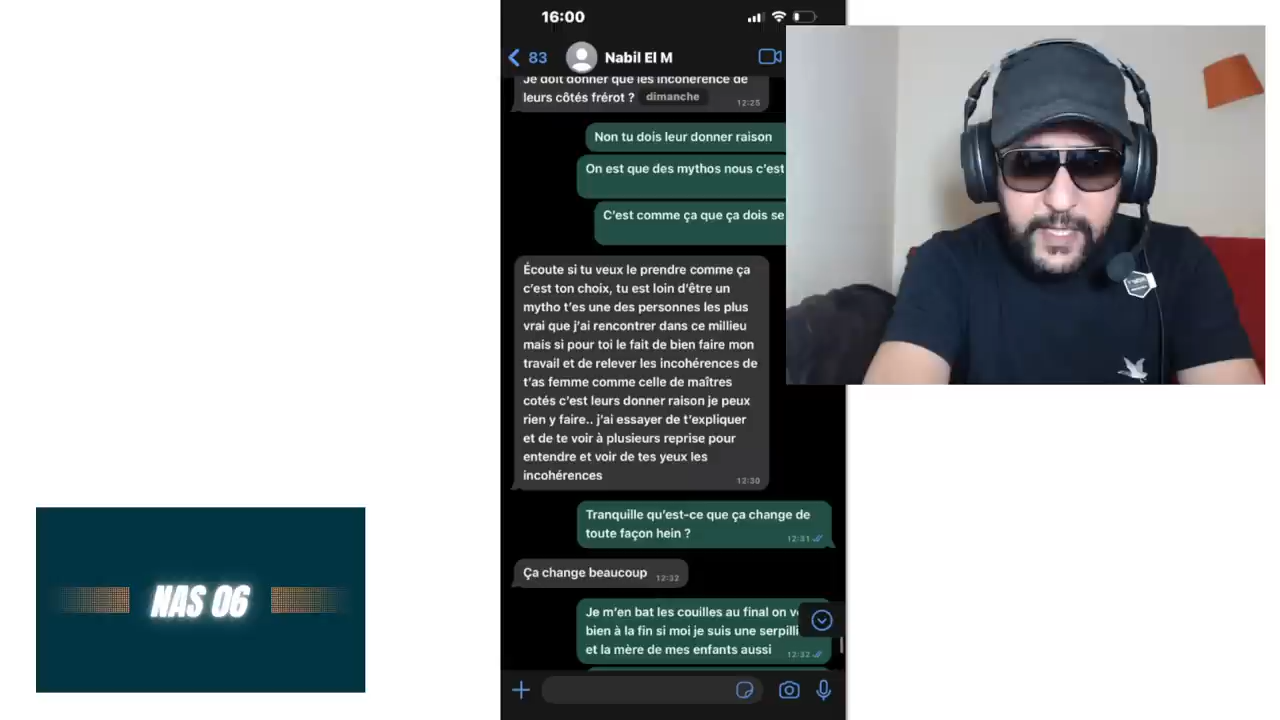 16:00
83
Nabil El M
Je doit donner que les incohérence de
leurs côtés frérot ?
dimanche
12:25
Non tu dois leur donner raison
On est que des mythos nous c'est
C'est comme ça que ça dois se
Écoute si tu veux le prendre comme ça
c'est ton choix, tu est loin d'être un
mytho t'es une des personnes les plus
vrai que j'ai rencontrer dans ce millieu
mais si pour toi le fait de bien faire mon
travail et de relever les incohérences de
t'as femme comme celle de maîtres
cotés c'est leurs donner raison je peux
rien y faire.. j'ai essayer de t'expliquer
et de te voir à plusieurs reprise pour
entendre et voir de tes yeux les
incohérences
12:30
Tranquille qu'est-ce que ça change de
toute façon hein ?
12:31
Ça change beaucoup
12:32
Je m'en bat les couilles au final on
bien à la fin si moi je suis une
et la mère de mes enfants aussi
12:32
NAS 06